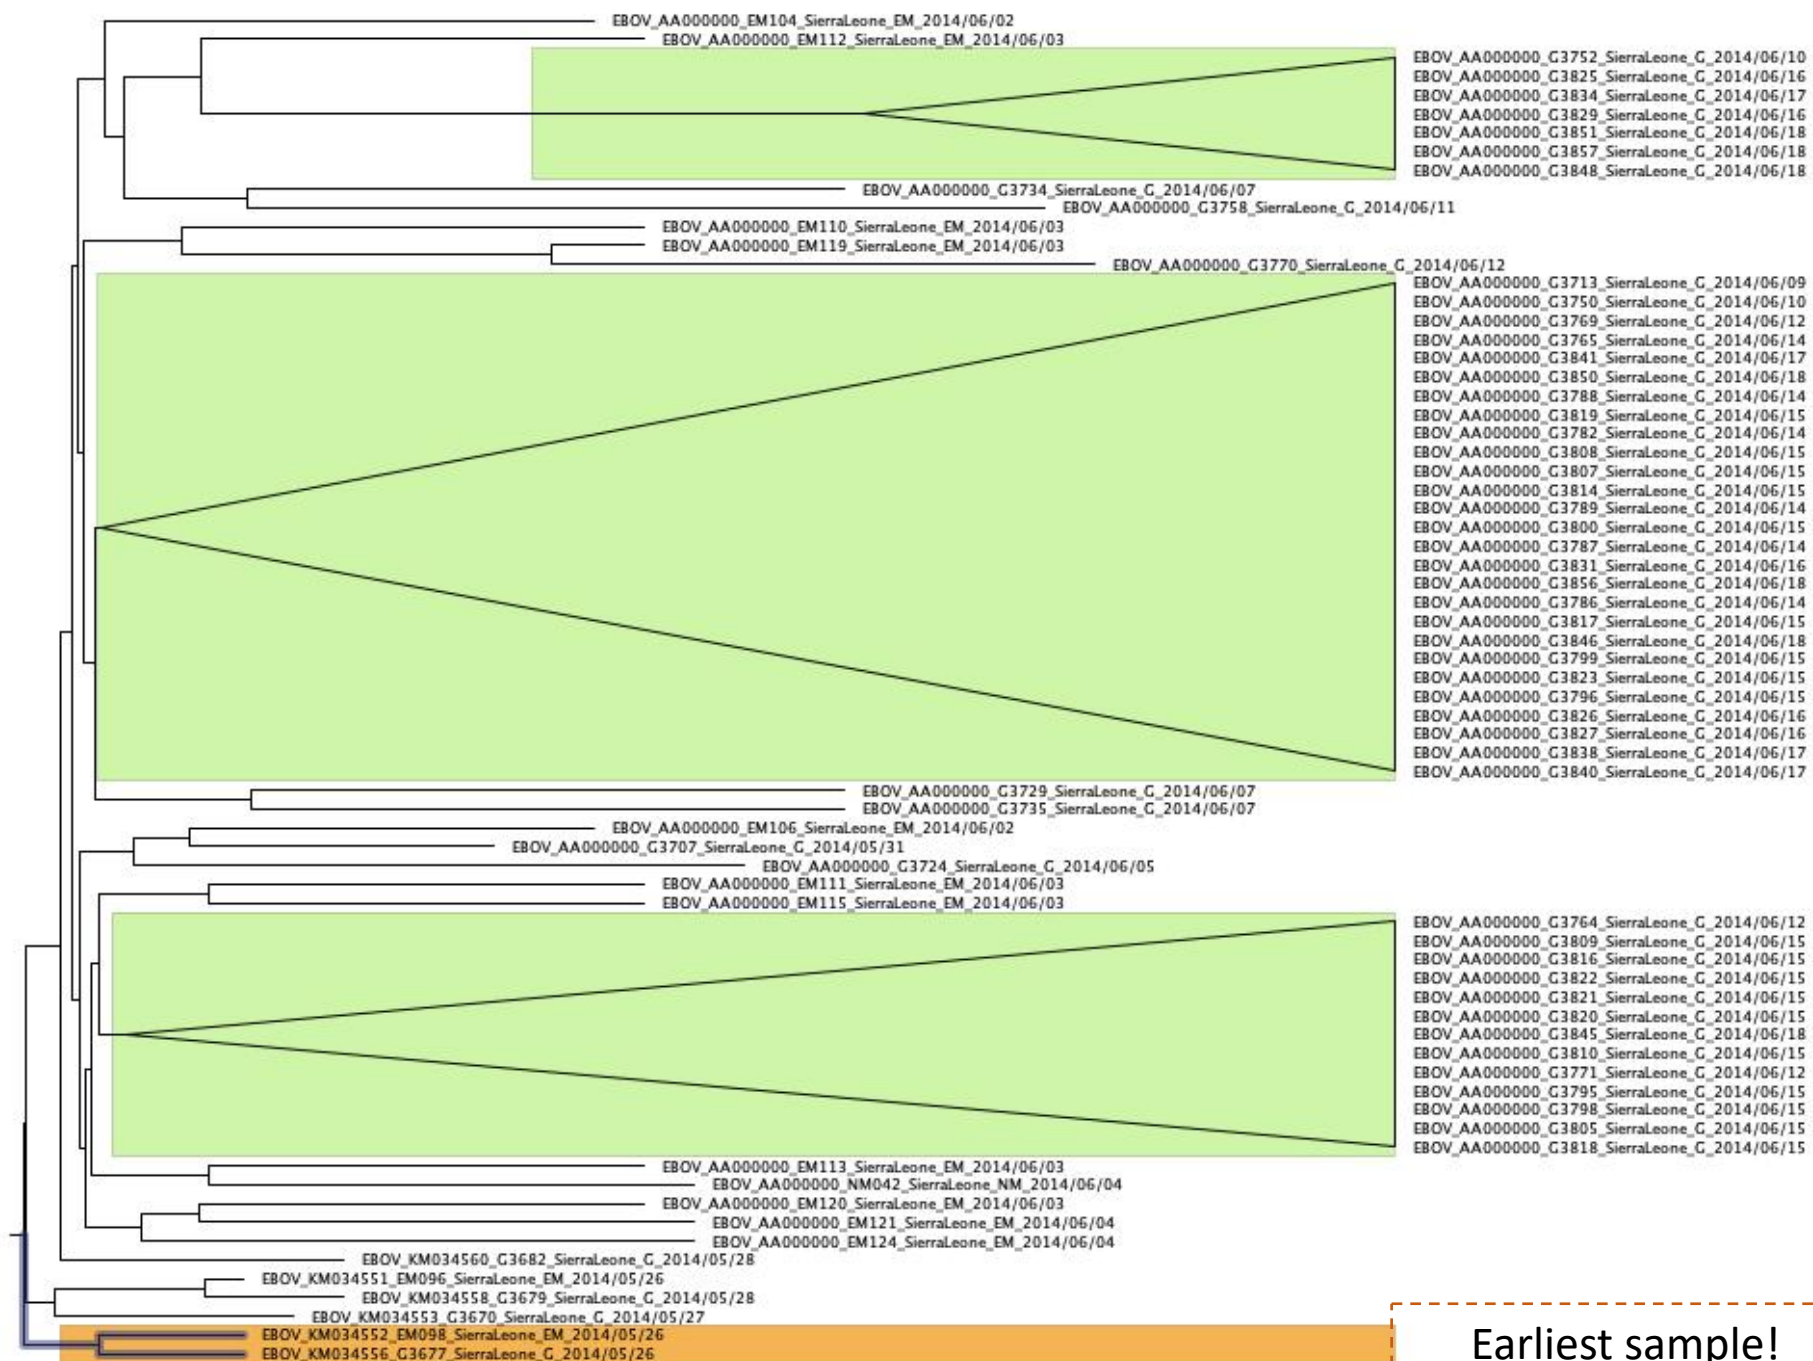 EBOV_AA000000_EM104_SierraLeone_EM_2014/06/02
EBOV_AA000000_EM112_SierraLeone_EM_2014/06/03
EBOV_AA000000_G3752_SierraLeone_G_2014/06/10
EBOV_AA000000_G3825_SierraLeone_G_2014/06/16
EBOV_AA000000_G3834_SierraLeone_G_2014/06/17
EBOV_AA000000_G3829_SierraLeone_G_2014/06/16
EBOV_AA000000_G3851_SierraLeone_G_2014/06/18
EBOV_AA000000_G3857_SierraLeone_G_2014/06/18
EBOV_AA000000_G3848_SierraLeone_G_2014/06/18
EBOV_AA000000_G3734_SierraLeone_G_2014/06/07
EBOV_AA000000_G3758_SierraLeone_G_2014/06/11
EBOV_AA000000_EM110_SierraLeone_EM_2014/06/03
EBOV_AA000000_EM119_SierraLeone_EM_2014/06/03
EBOV_AA000000_G3770_SierraLeone_G_2014/06/12
EBOV_AA000000_G3713_SierraLeone_G_2014/06/09
EBOV_AA000000_G3750_SierraLeone_G_2014/06/10
EBOV_AA000000_G3769_SierraLeone_G_2014/06/12
EBOV_AA000000_G3765_SierraLeone_G_2014/06/14
EBOV_AA000000_G3841_SierraLeone_G_2014/06/17
EBOV_AA000000_G3850_SierraLeone_G_2014/06/18
EBOV_AA000000_G3788_SierraLeone_G_2014/06/14
EBOV_AA000000_G3819_SierraLeone_G_2014/06/15
EBOV_AA000000_G3782_SierraLeone_G_2014/06/14
EBOV_AA000000_G3808_SierraLeone_G_2014/06/15
EBOV_AA000000_G3807_SierraLeone_G_2014/06/15
EBOV_AA000000_G3814_SierraLeone_G_2014/06/15
EBOV_AA000000_G3789_SierraLeone_G_2014/06/14
EBOV_AA000000_G3800_SierraLeone_G_2014/06/15
EBOV_AA000000_G3787_SierraLeone_G_2014/06/14
EBOV_AA000000_G3831_SierraLeone_G_2014/06/16
EBOV_AA000000_G3856_SierraLeone_G_2014/06/18
EBOV_AA000000_G3786_SierraLeone_G_2014/06/14
EBOV_AA000000_G3817_SierraLeone_G_2014/06/15
EBOV_AA000000_G3846_SierraLeone_G_2014/06/18
EBOV_AA000000_G3799_SierraLeone_G_2014/06/15
EBOV_AA000000_G3823_SierraLeone_G_2014/06/15
EBOV_AA000000_G3796_SierraLeone_G_2014/06/15
EBOV_AA000000_G3826_SierraLeone_G_2014/06/16
EBOV_AA000000_G3827_SierraLeone_G_2014/06/16
EBOV_AA000000_G3838_SierraLeone_G_2014/06/17
EBOV_AA000000_G3840_SierraLeone_G_2014/06/17
EBOV_AA000000_G3729_SierraLeone_G_2014/06/07
EBOV_AA000000_G3735_SierraLeone_G_2014/06/07
EBOV_AA000000_EM106_SierraLeone_EM_2014/06/02
EBOV_AA000000_G3707_SierraLeone_G_2014/05/31
EBOV_AA000000_G3724_SierraLeone_G_2014/06/05
EBOV_AA000000_EM111_SierraLeone_EM_2014/06/03
EBOV_AA000000_EM115_SierraLeone_EM_2014/06/03
EBOV_AA000000_G3764_SierraLeone_G_2014/06/12
EBOV_AA000000_G3809_SierraLeone_G_2014/06/15
EBOV_AA000000_G3816_SierraLeone_G_2014/06/15
EBOV_AA000000_G3822_SierraLeone_G_2014/06/15
EBOV_AA000000_G3821_SierraLeone_G_2014/06/15
EBOV_AA000000_G3820_SierraLeone_G_2014/06/15
EBOV_AA000000_G3845_SierraLeone_G_2014/06/18
EBOV_AA000000_G3810_SierraLeone_G_2014/06/15
EBOV_AA000000_G3771_SierraLeone_G_2014/06/12
EBOV_AA000000_G3795_SierraLeone_G_2014/06/15
EBOV_AA000000_G3798_SierraLeone_G_2014/06/15
EBOV_AA000000_G3805_SierraLeone_G_2014/06/15
EBOV_AA000000_G3818_SierraLeone_G_2014/06/15
EBOV_AA000000_EM113_SierraLeone_EM_2014/06/03
EBOV_AA000000_NM042_SierraLeone_NM_2014/06/04
EBOV_AA000000_EM120_SierraLeone_EM_2014/06/03
EBOV_AA000000_EM121_SierraLeone_EM_2014/06/04
EBOV_AA000000_EM124_SierraLeone_EM_2014/06/04
EBOV_KM034560_G3682_SierraLeone_G_2014/05/28
EBOV_KM034551_EM096_SierraLeone_EM_2014/05/26
EBOV_KM034558_G3679_SierraLeone_G_2014/05/28
EBOV_KM034553_G3670_SierraLeone_G_2014/05/27
EBOV_KM034552_EM098_SierraLeone_EM_2014/05/26
EBOV_KM034556_G3677_SierraLeone_G_2014/05/26
Earliest sample!